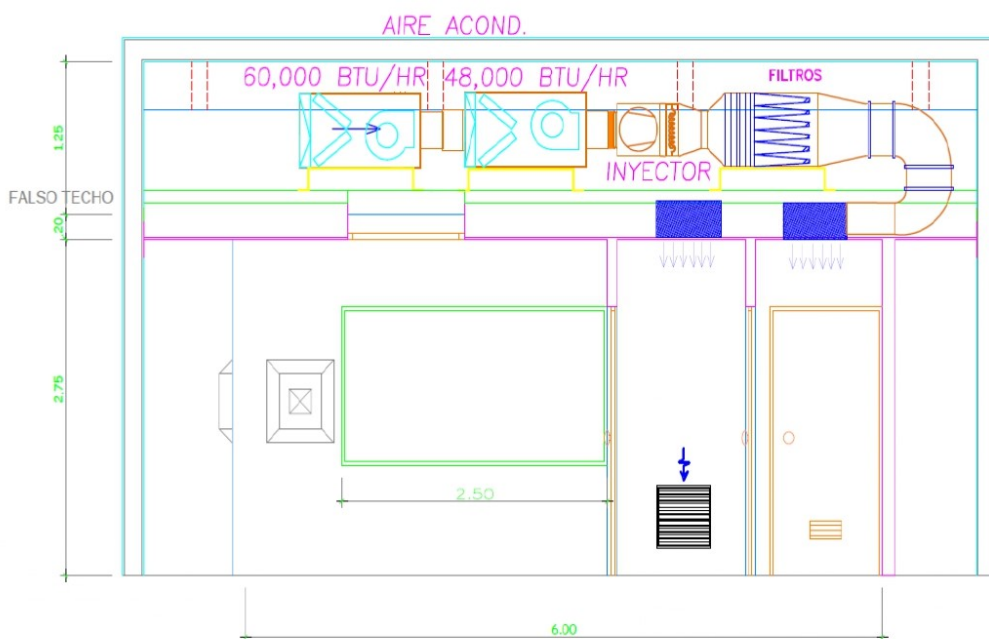 AIRE ACOND.
60,000 BTU/HR 48,000 BTU/HR
FILTROS
1.25
INYECTOR
FALSO TECHO
.20
2.75
2.50
6.00